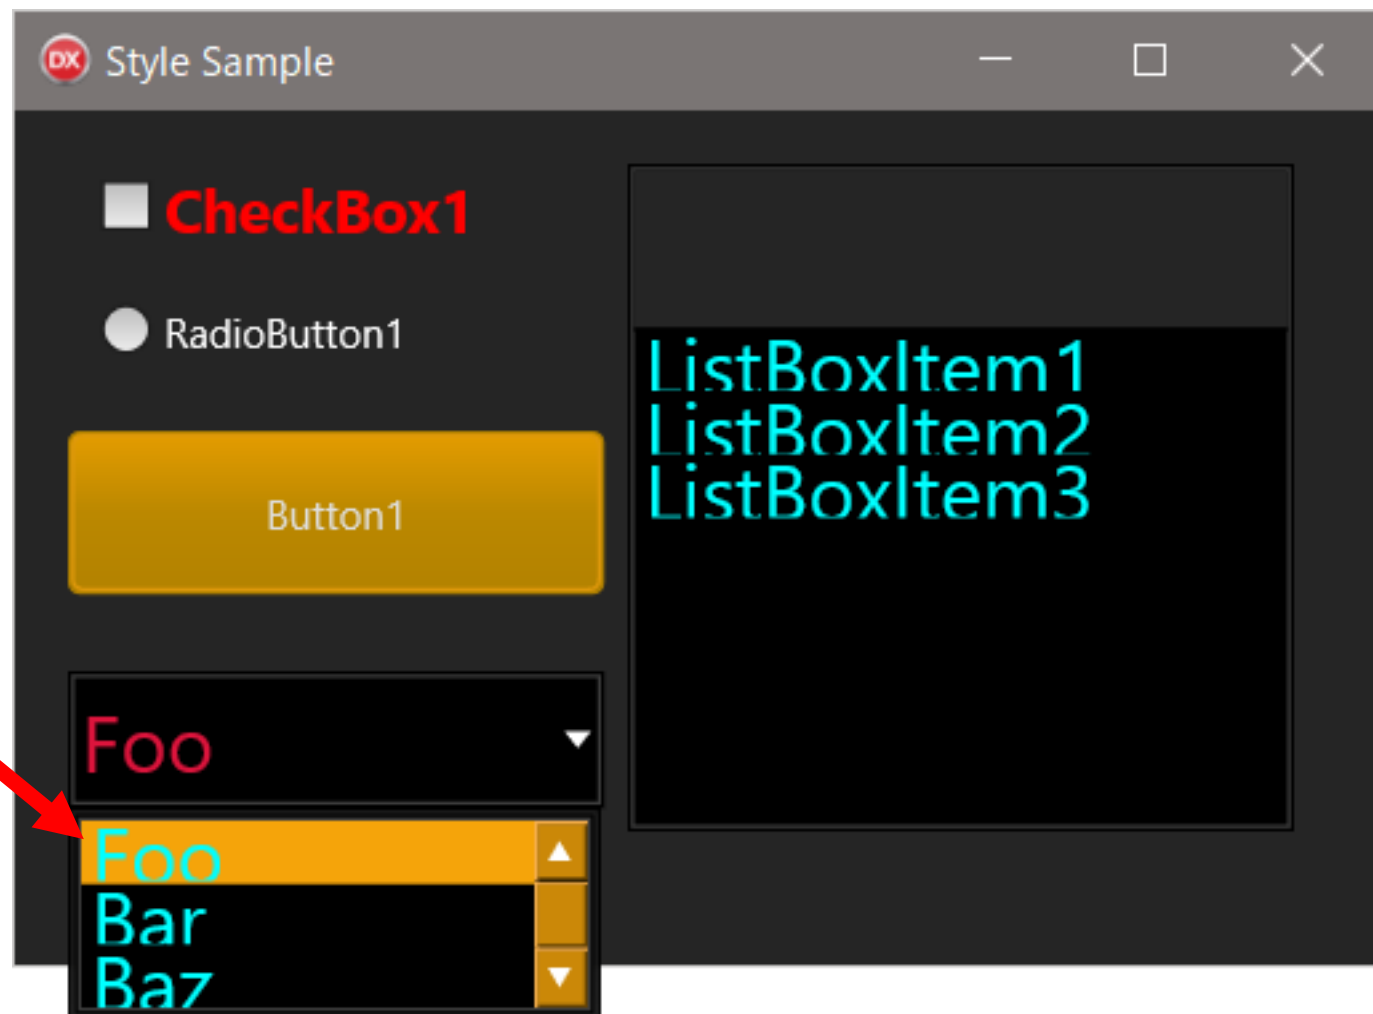 DX Style Sample
CheckBox1
RadioButton1
Button1
Foo
Foo
Bar
Baz
ListBoxItem1
ListBoxItem2
ListBoxItem3